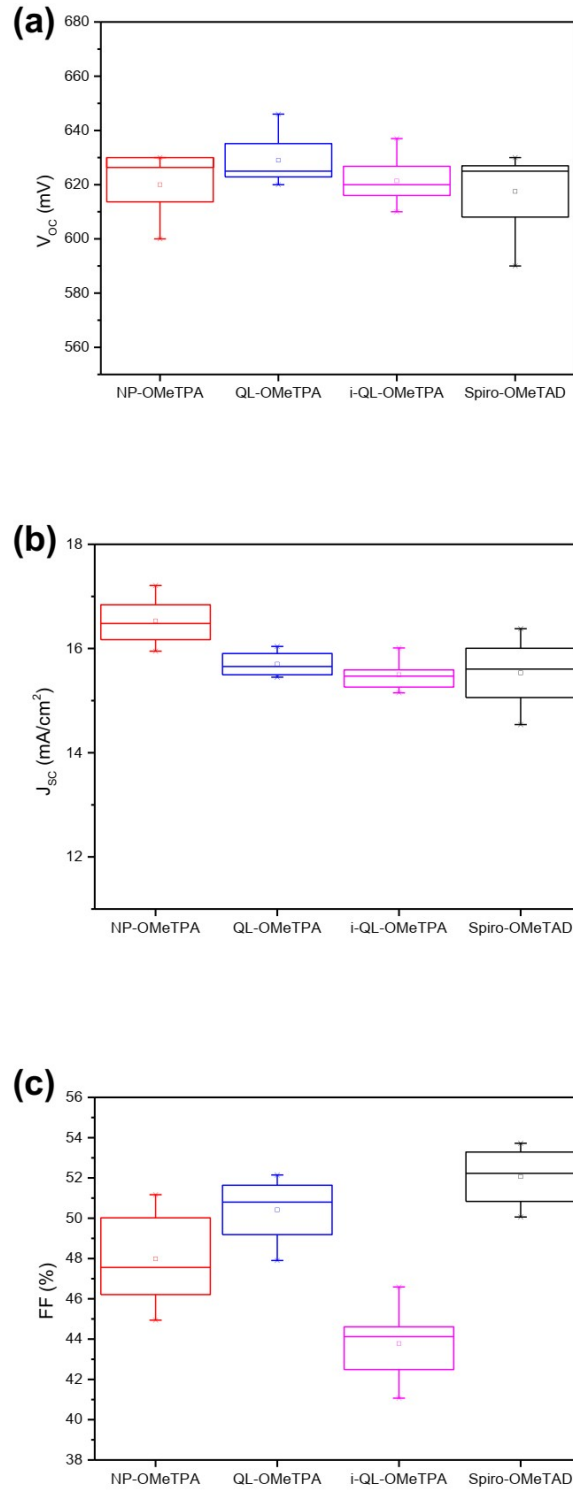 (a)
680
660
640
620
600
580
560
V_OC (mV)
NP-OMeTPA QL-OMeTPA i-QL-OMeTPA Spiro-OMeTAD
(b)
18
16
14
12
J_SC (mA/cm²)
NP-OMeTPA QL-OMeTPA i-QL-OMeTPA Spiro-OMeTAD
(c)
56
54
52
50
48
46
44
42
40
38
FF (%)
NP-OMeTPA QL-OMeTPA i-QL-OMeTPA Spiro-OMeTAD